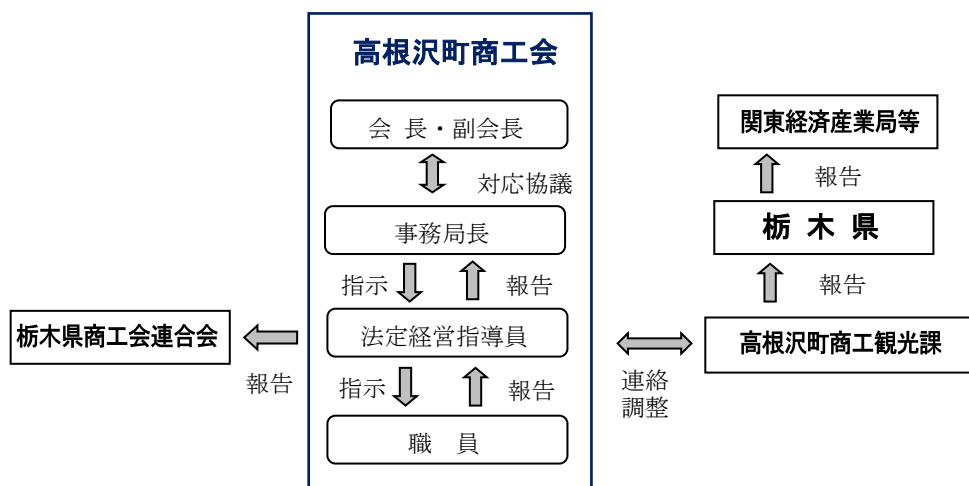 高根沢町商工会
会 長・副会長
対応協議
事務局長
指示
報告
法定経営指導員
指示
報告
職 員
栃木県商工会連合会
報告
連絡
調整
関東経済産業局等
報告
栃 木 県
報告
高根沢町商工観光課